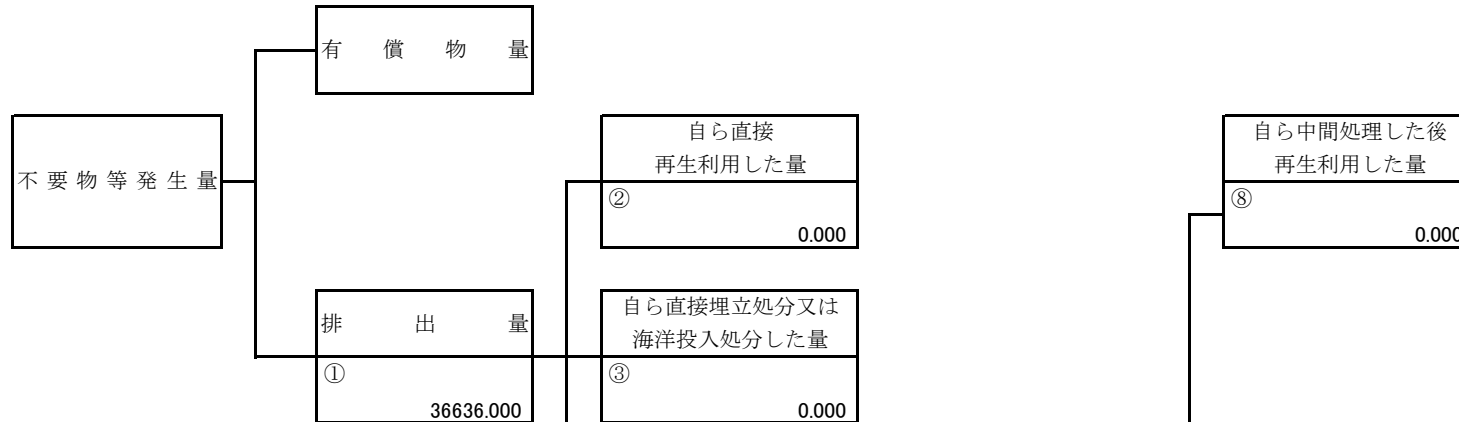 有償物量
不要物等発生量
自ら直接
再生利用した量
②
0.000
自ら中間処理した後
再生利用した量
⑧
0.000
排出量
①
36636.000
自ら直接埋立処分又は
海洋投入処分した量
③
0.000